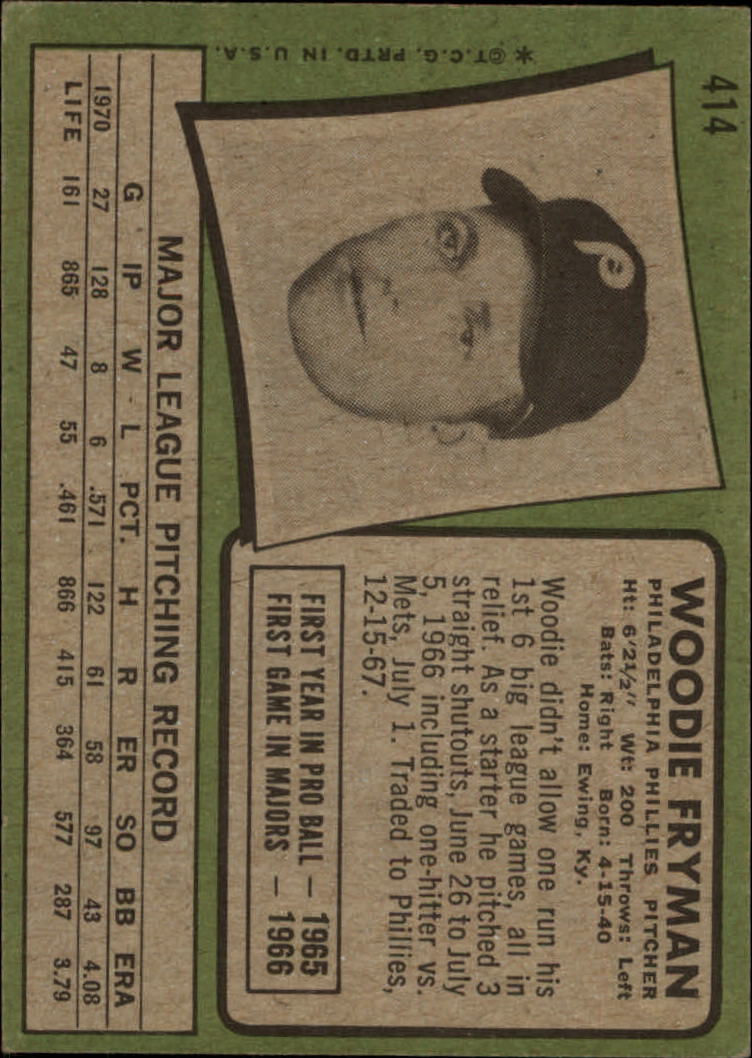 414
WOODIE FRYMAN
PHILADELPHIA PHILLIES PITCHER
Ht: 6'2½" Wt: 200 Throws: Left
Bats: Right Born: 4-15-40
Home: Ewing, Ky.
Woodie didn't allow one run his
1st 6 big league games, all in
relief. As a starter he pitched 3
straight shutouts, June 26 to July
5, 1966 including one-hitter vs.
Mets, July 1. Traded to Phillies,
12-15-67.
FIRST YEAR IN PRO BALL — 1965
FIRST GAME IN MAJORS — 1966
P
*©T.C.G. PRTD. IN U.S.A.
MAJOR LEAGUE PITCHING RECORD
G IP W - L PCT. H R ER SO BB ERA
1970 27 128 8 6 .571 122 61 58 97 43 4.08
LIFE 161 865 47 55 .461 866 415 364 577 287 3.79